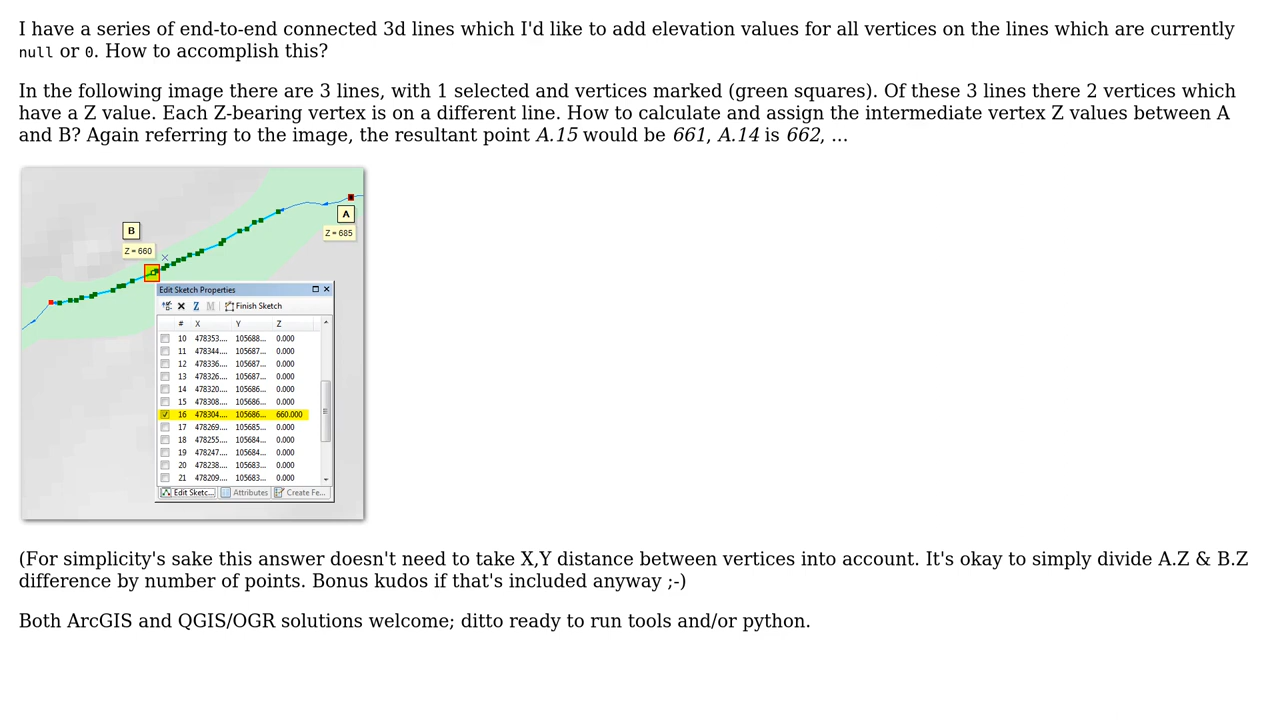 I have a series of end-to-end connected 3d lines which I'd like to add elevation values for all vertices on the lines which are currently
null or 0. How to accomplish this?
In the following image there are 3 lines, with 1 selected and vertices marked (green squares). Of these 3 lines there 2 vertices which
have a Z value. Each Z-bearing vertex is on a different line. How to calculate and assign the intermediate vertex Z values between A
and B? Again referring to the image, the resultant point A.15 would be 661, A.14 is 662, ...
A
Z = 685
B
Z = 660
Edit Sketch Properties
Z M Finish Sketch
# X Y Z
10 478353.... 105688... 0.000
11 478344.... 105687... 0.000
12 478336.... 105687... 0.000
13 478326.... 105687... 0.000
14 478320.... 105686... 0.000
15 478308.... 105686... 0.000
16 478304.... 105686... 660.000
17 478269.... 105685... 0.000
18 478255.... 105684... 0.000
19 478247.... 105684... 0.000
20 478238.... 105683... 0.000
21 478209.... 105683... 0.000
Edit Sketc... Attributes Create Fe...
(For simplicity's sake this answer doesn't need to take X,Y distance between vertices into account. It's okay to simply divide A.Z & B.Z
difference by number of points. Bonus kudos if that's included anyway ;-)
Both ArcGIS and QGIS/OGR solutions welcome; ditto ready to run tools and/or python.